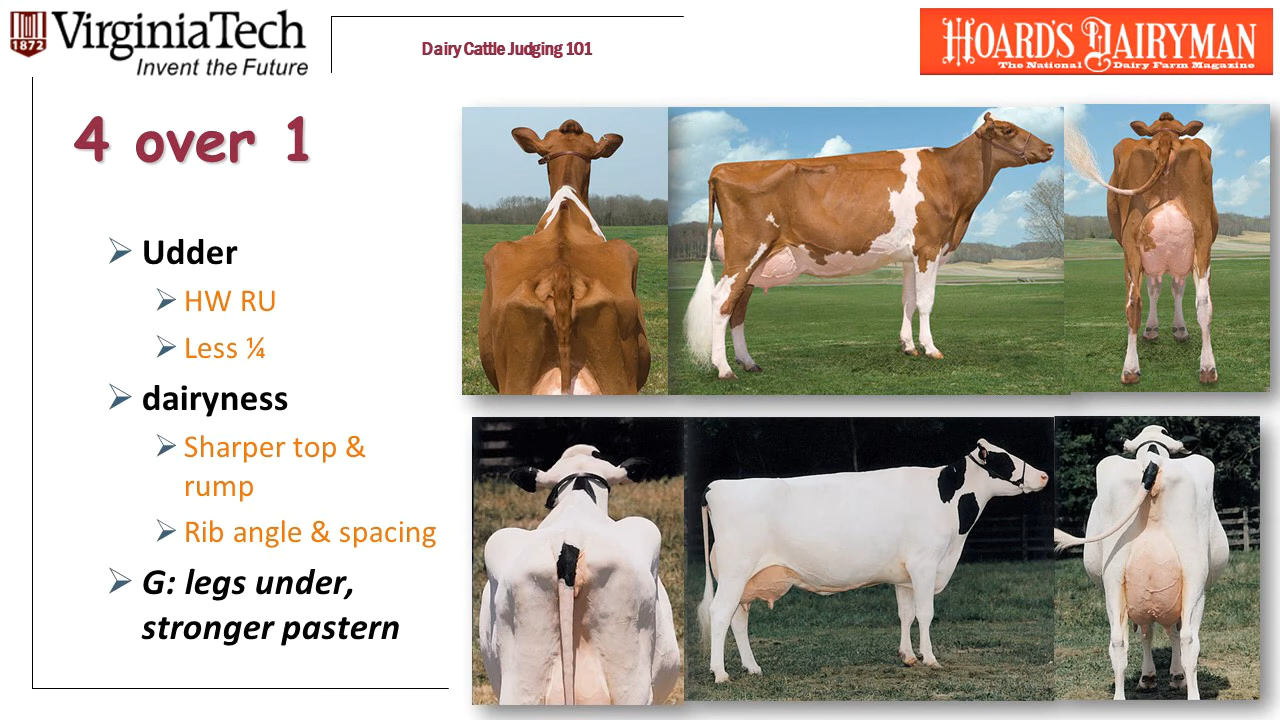 VirginiaTech
1872
Invent the Future
Dairy Cattle Judging 101
HOARD'S DAIRYMAN
The National Dairy Farm Magazine
4 over 1
Udder
HW RU
Less ¼
dairyness
Sharper top &
rump
Rib angle & spacing
G: legs under,
stronger pastern